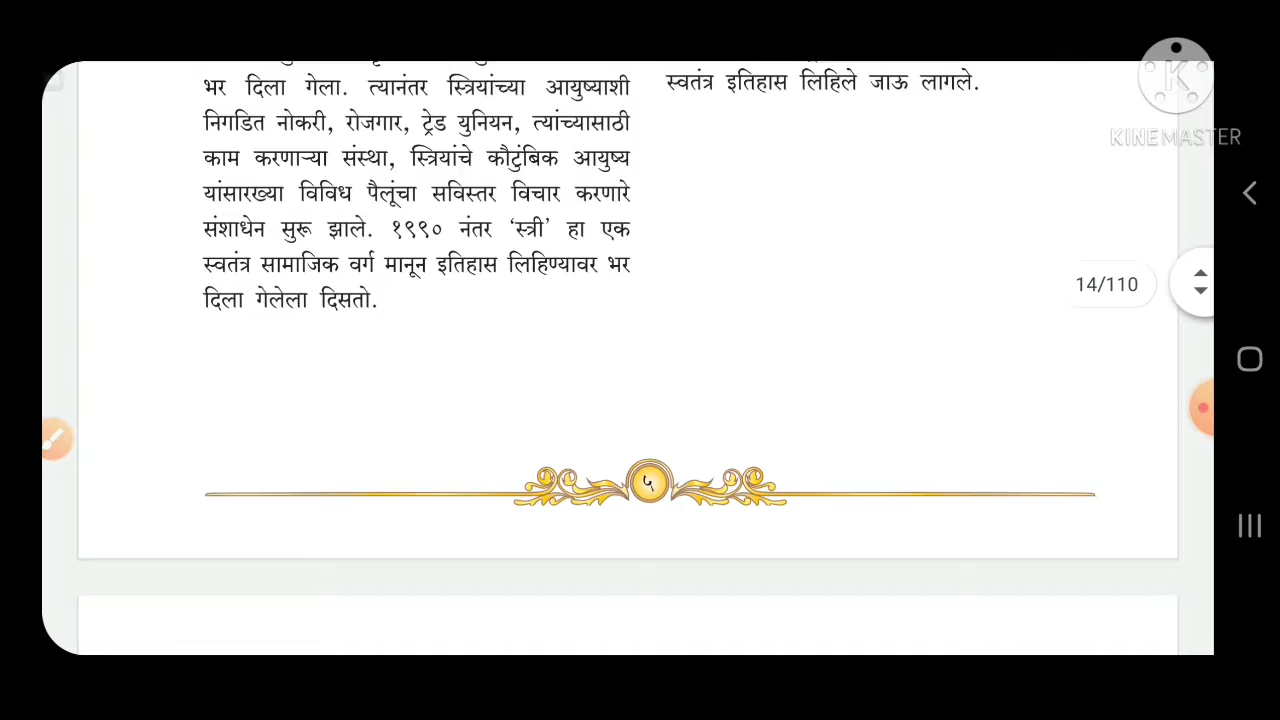 भर दिला गेला. त्यानंतर स्त्रियांच्या आयुष्याशी
निगडित नोकरी, रोजगार, ट्रेड युनियन, त्यांच्यासाठी
काम करणाऱ्या संस्था, स्त्रियांचे कौटुंबिक आयुष्य
यांसारख्या विविध पैलूंचा सविस्तर विचार करणारे
संशाधेन सुरू झाले. १९९० नंतर ‘स्त्री’ हा एक
स्वतंत्र सामाजिक वर्ग मानून इतिहास लिहिण्यावर भर
दिला गेलेला दिसतो.
स्वतंत्र इतिहास लिहिले जाऊ लागले.
५
14/110
K
KINEMASTER